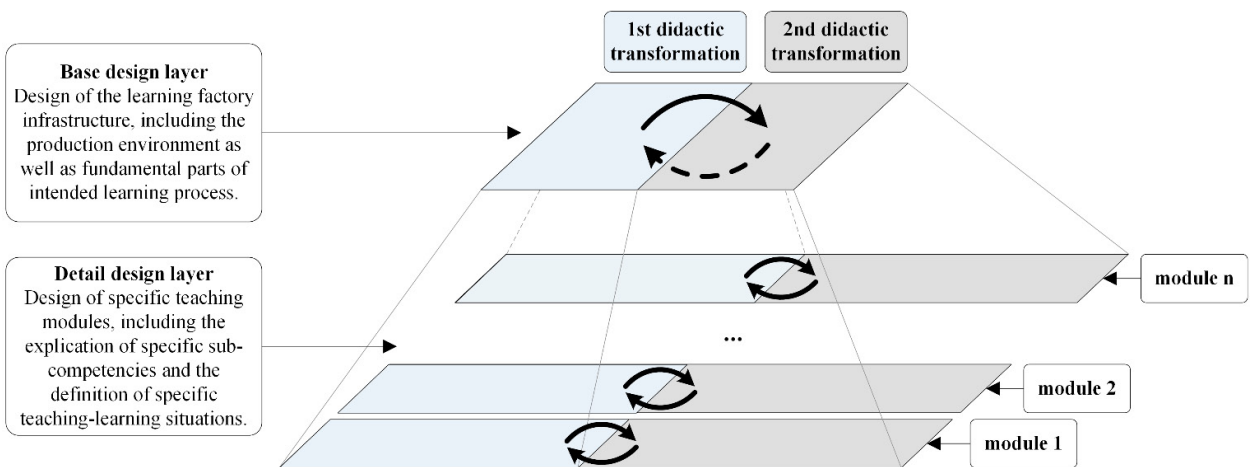 1st didactic
transformation
2nd didactic
transformation
Base design layer
Design of the learning factory
infrastructure, including the
production environment as
well as fundamental parts of
intended learning process.
Detail design layer
Design of specific teaching
modules, including the
explication of specific sub-
competencies and the
definition of specific
teaching-learning situations.
module n
...
module 2
module 1